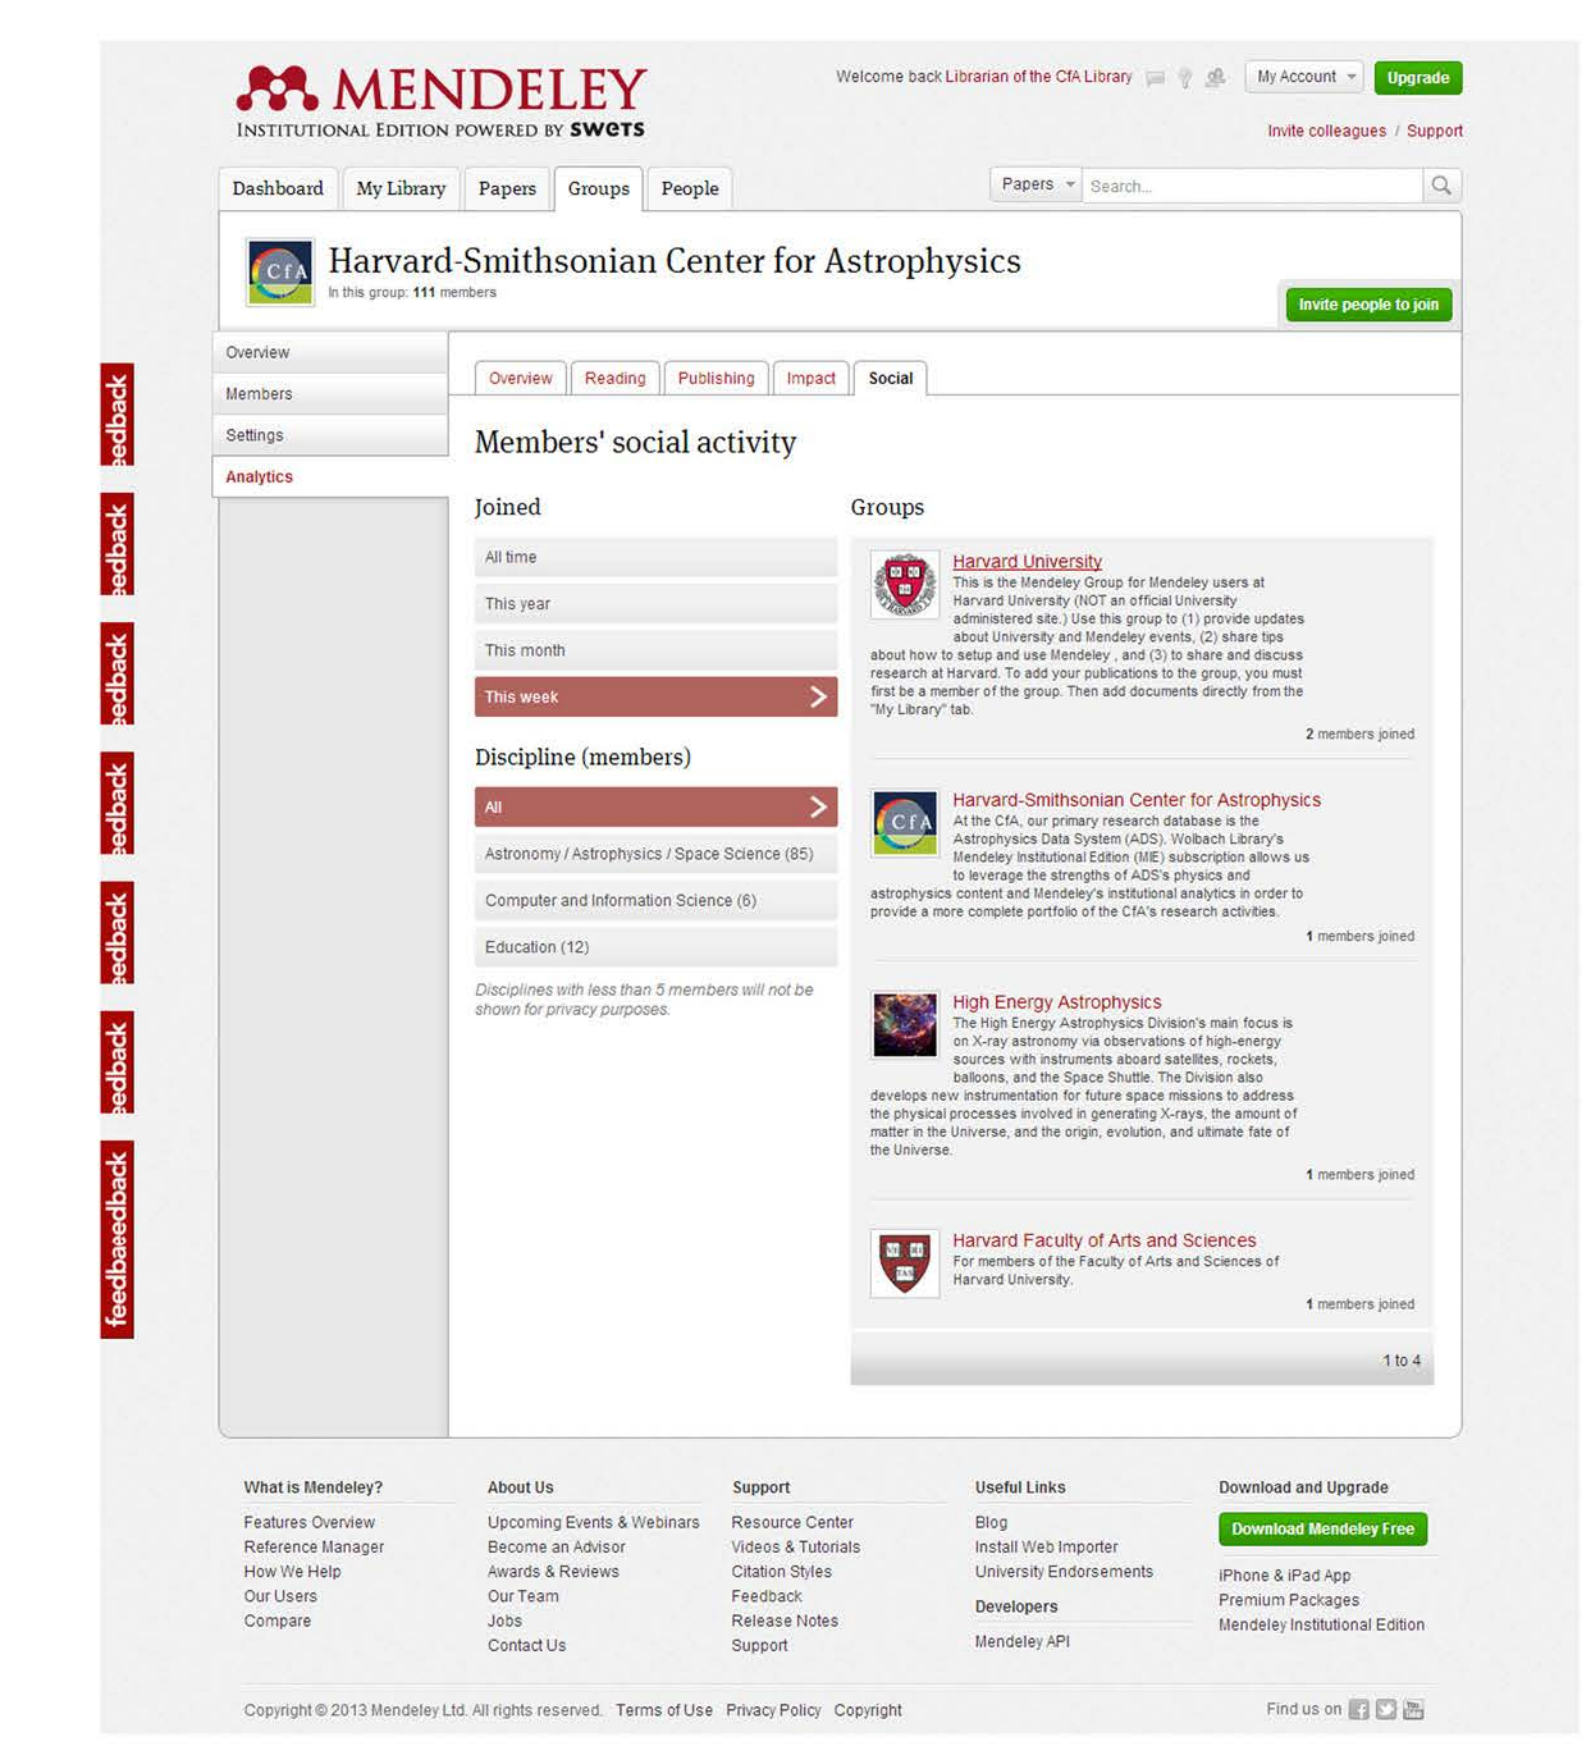 MENDELEY
INSTITUTIONAL EDITION POWERED BY swets
Welcome back Librarian of the CfA Library
My Account
Upgrade
Invite colleagues / Support
Dashboard
My Library
Papers
Groups
People
Papers
Search...
CfA
Harvard-Smithsonian Center for Astrophysics
In this group: 111 members
Invite people to join
Overview
Members
Settings
Analytics
Overview
Reading
Publishing
Impact
Social
Members' social activity
Joined
All time
This year
This month
This week
Discipline (members)
All
Astronomy / Astrophysics / Space Science (85)
Computer and Information Science (6)
Education (12)
Disciplines with less than 5 members will not be
shown for privacy purposes.
Groups
Harvard University
This is the Mendeley Group for Mendeley users at
Harvard University (NOT an official University
administered site.) Use this group to (1) provide updates
about University and Mendeley events, (2) share tips
about how to setup and use Mendeley , and (3) to share and discuss
research at Harvard. To add your publications to the group, you must
first be a member of the group. Then add documents directly from the
"My Library" tab.
2 members joined
CfA
Harvard-Smithsonian Center for Astrophysics
At the CfA, our primary research database is the
Astrophysics Data System (ADS). Wolbach Library's
Mendeley Institutional Edition (MIE) subscription allows us
to leverage the strengths of ADS's physics and
astrophysics content and Mendeley's institutional analytics in order to
provide a more complete portfolio of the CfA's research activities.
1 members joined
High Energy Astrophysics
The High Energy Astrophysics Division's main focus is
on X-ray astronomy via observations of high-energy
sources with instruments aboard satellites, rockets,
balloons, and the Space Shuttle. The Division also
develops new instrumentation for future space missions to address
the physical processes involved in generating X-rays, the amount of
matter in the Universe, and the origin, evolution, and ultimate fate of
the Universe.
1 members joined
VE RI
TAS
Harvard Faculty of Arts and Sciences
For members of the Faculty of Arts and Sciences of
Harvard University.
1 members joined
1 to 4
eedback
eedback
eedback
eedback
eedback
eedback
feedbaeedback
What is Mendeley?
Features Overview
Reference Manager
How We Help
Our Users
Compare
About Us
Upcoming Events & Webinars
Become an Advisor
Awards & Reviews
Our Team
Jobs
Contact Us
Support
Resource Center
Videos & Tutorials
Citation Styles
Feedback
Release Notes
Support
Useful Links
Blog
Install Web Importer
University Endorsements
Developers
Mendeley API
Download and Upgrade
Download Mendeley Free
iPhone & iPad App
Premium Packages
Mendeley Institutional Edition
Copyright © 2013 Mendeley Ltd. All rights reserved. Terms of Use Privacy Policy Copyright
Find us on